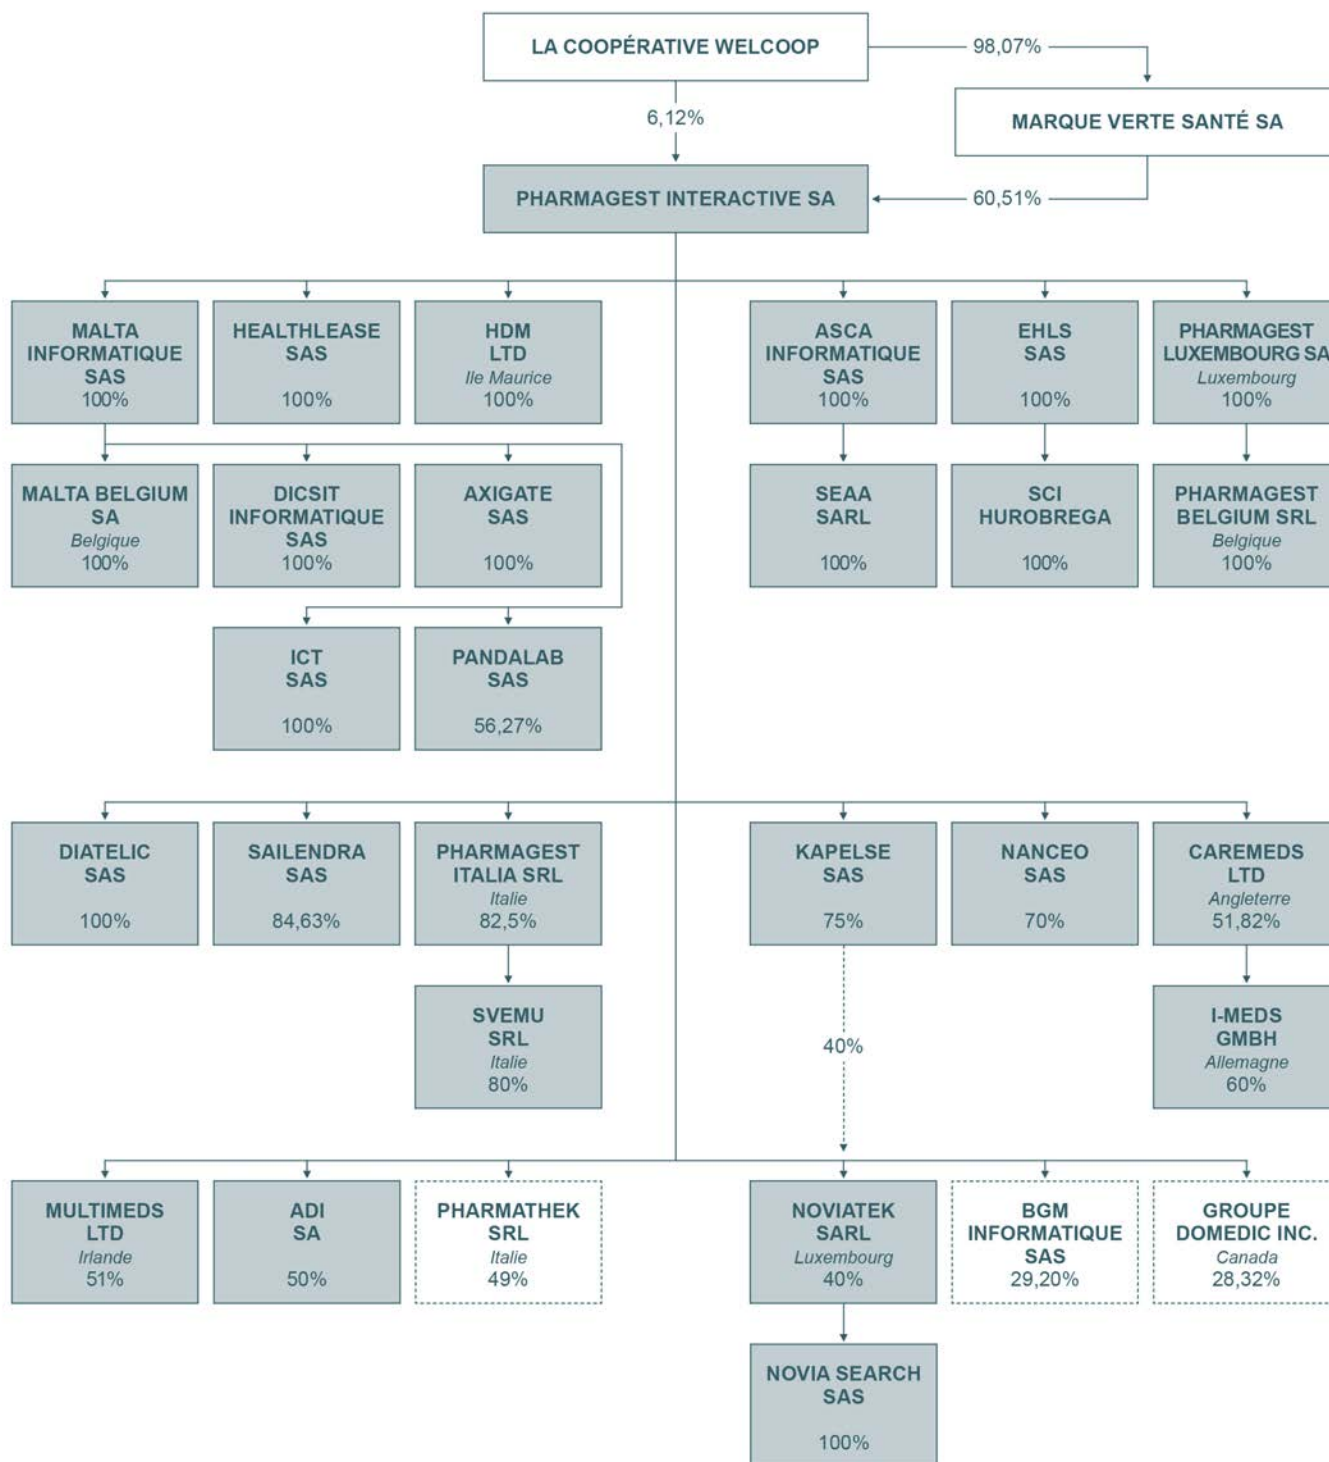 LA COOPÉRATIVE WELCOOP
98,07%
6,12%
MARQUE VERTE SANTÉ SA
PHARMAGEST INTERACTIVE SA
60,51%
MALTA
INFORMATIQUE
SAS
100%
HEALTHLEASE
SAS
100%
HDM
LTD
Ile Maurice
100%
ASCA
INFORMATIQUE
SAS
100%
EHLS
SAS
100%
PHARMAGEST
LUXEMBOURG SA
Luxembourg
100%
MALTA BELGIUM
SA
Belgique
100%
DICSIT
INFORMATIQUE
SAS
100%
AXIGATE
SAS
100%
SEAA
SARL
100%
SCI
HUROBREGA
100%
PHARMAGEST
BELGIUM SRL
Belgique
100%
ICT
SAS
100%
PANDALAB
SAS
56,27%
DIATELIC
SAS
100%
SAILENDRA
SAS
84,63%
PHARMAGEST
ITALIA SRL
Italie
82,5%
KAPELSE
SAS
75%
NANCEO
SAS
70%
CAREMEDS
LTD
Angleterre
51,82%
SVEMU
SRL
Italie
80%
40%
I-MEDS
GMBH
Allemagne
60%
MULTIMEDS
LTD
Irlande
51%
ADI
SA
50%
PHARMATHEK
SRL
Italie
49%
NOVIATEK
SARL
Luxembourg
40%
BGM
INFORMATIQUE
SAS
29,20%
GROUPE
DOMEDIC INC.
Canada
28,32%
NOVIA SEARCH
SAS
100%